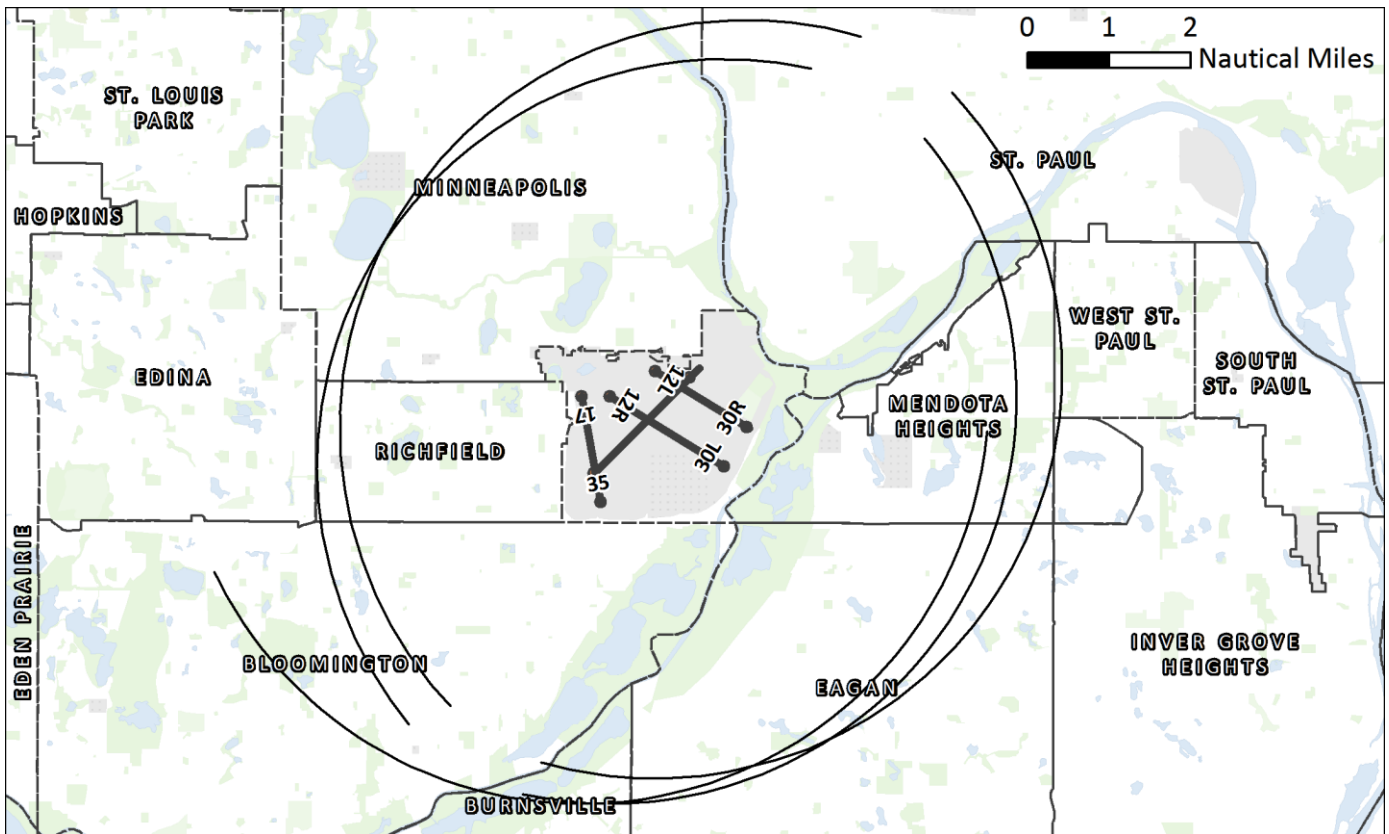 0 1 2
Nautical Miles
ST. LOUIS
PARK
ST. PAUL
MINNEAPOLIS
HOPKINS
WEST ST.
PAUL
SOUTH
ST. PAUL
EDINA
12L
12R
17
30R
MENDOTA
HEIGHTS
RICHFIELD
30L
35
EDEN PRAIRIE
BLOOMINGTON
INVER GROVE
HEIGHTS
EAGAN
BURNSVILLE